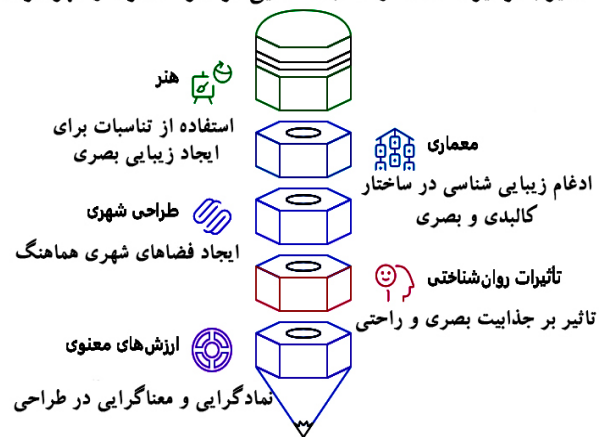 هنر
استفاده از تناسبات برای
ایجاد زیبایی بصری
معماری
ادغام زیبایی شناسی در ساختار
کالبدی و بصری
طراحی شهری
ایجاد فضاهای شهری هماهنگ
تأثیرات روان‌شناختی
تاثیر بر جذابیت بصری و راحتی
ارزش‌های معنوی
نمادگرایی و معناگرایی در طراحی